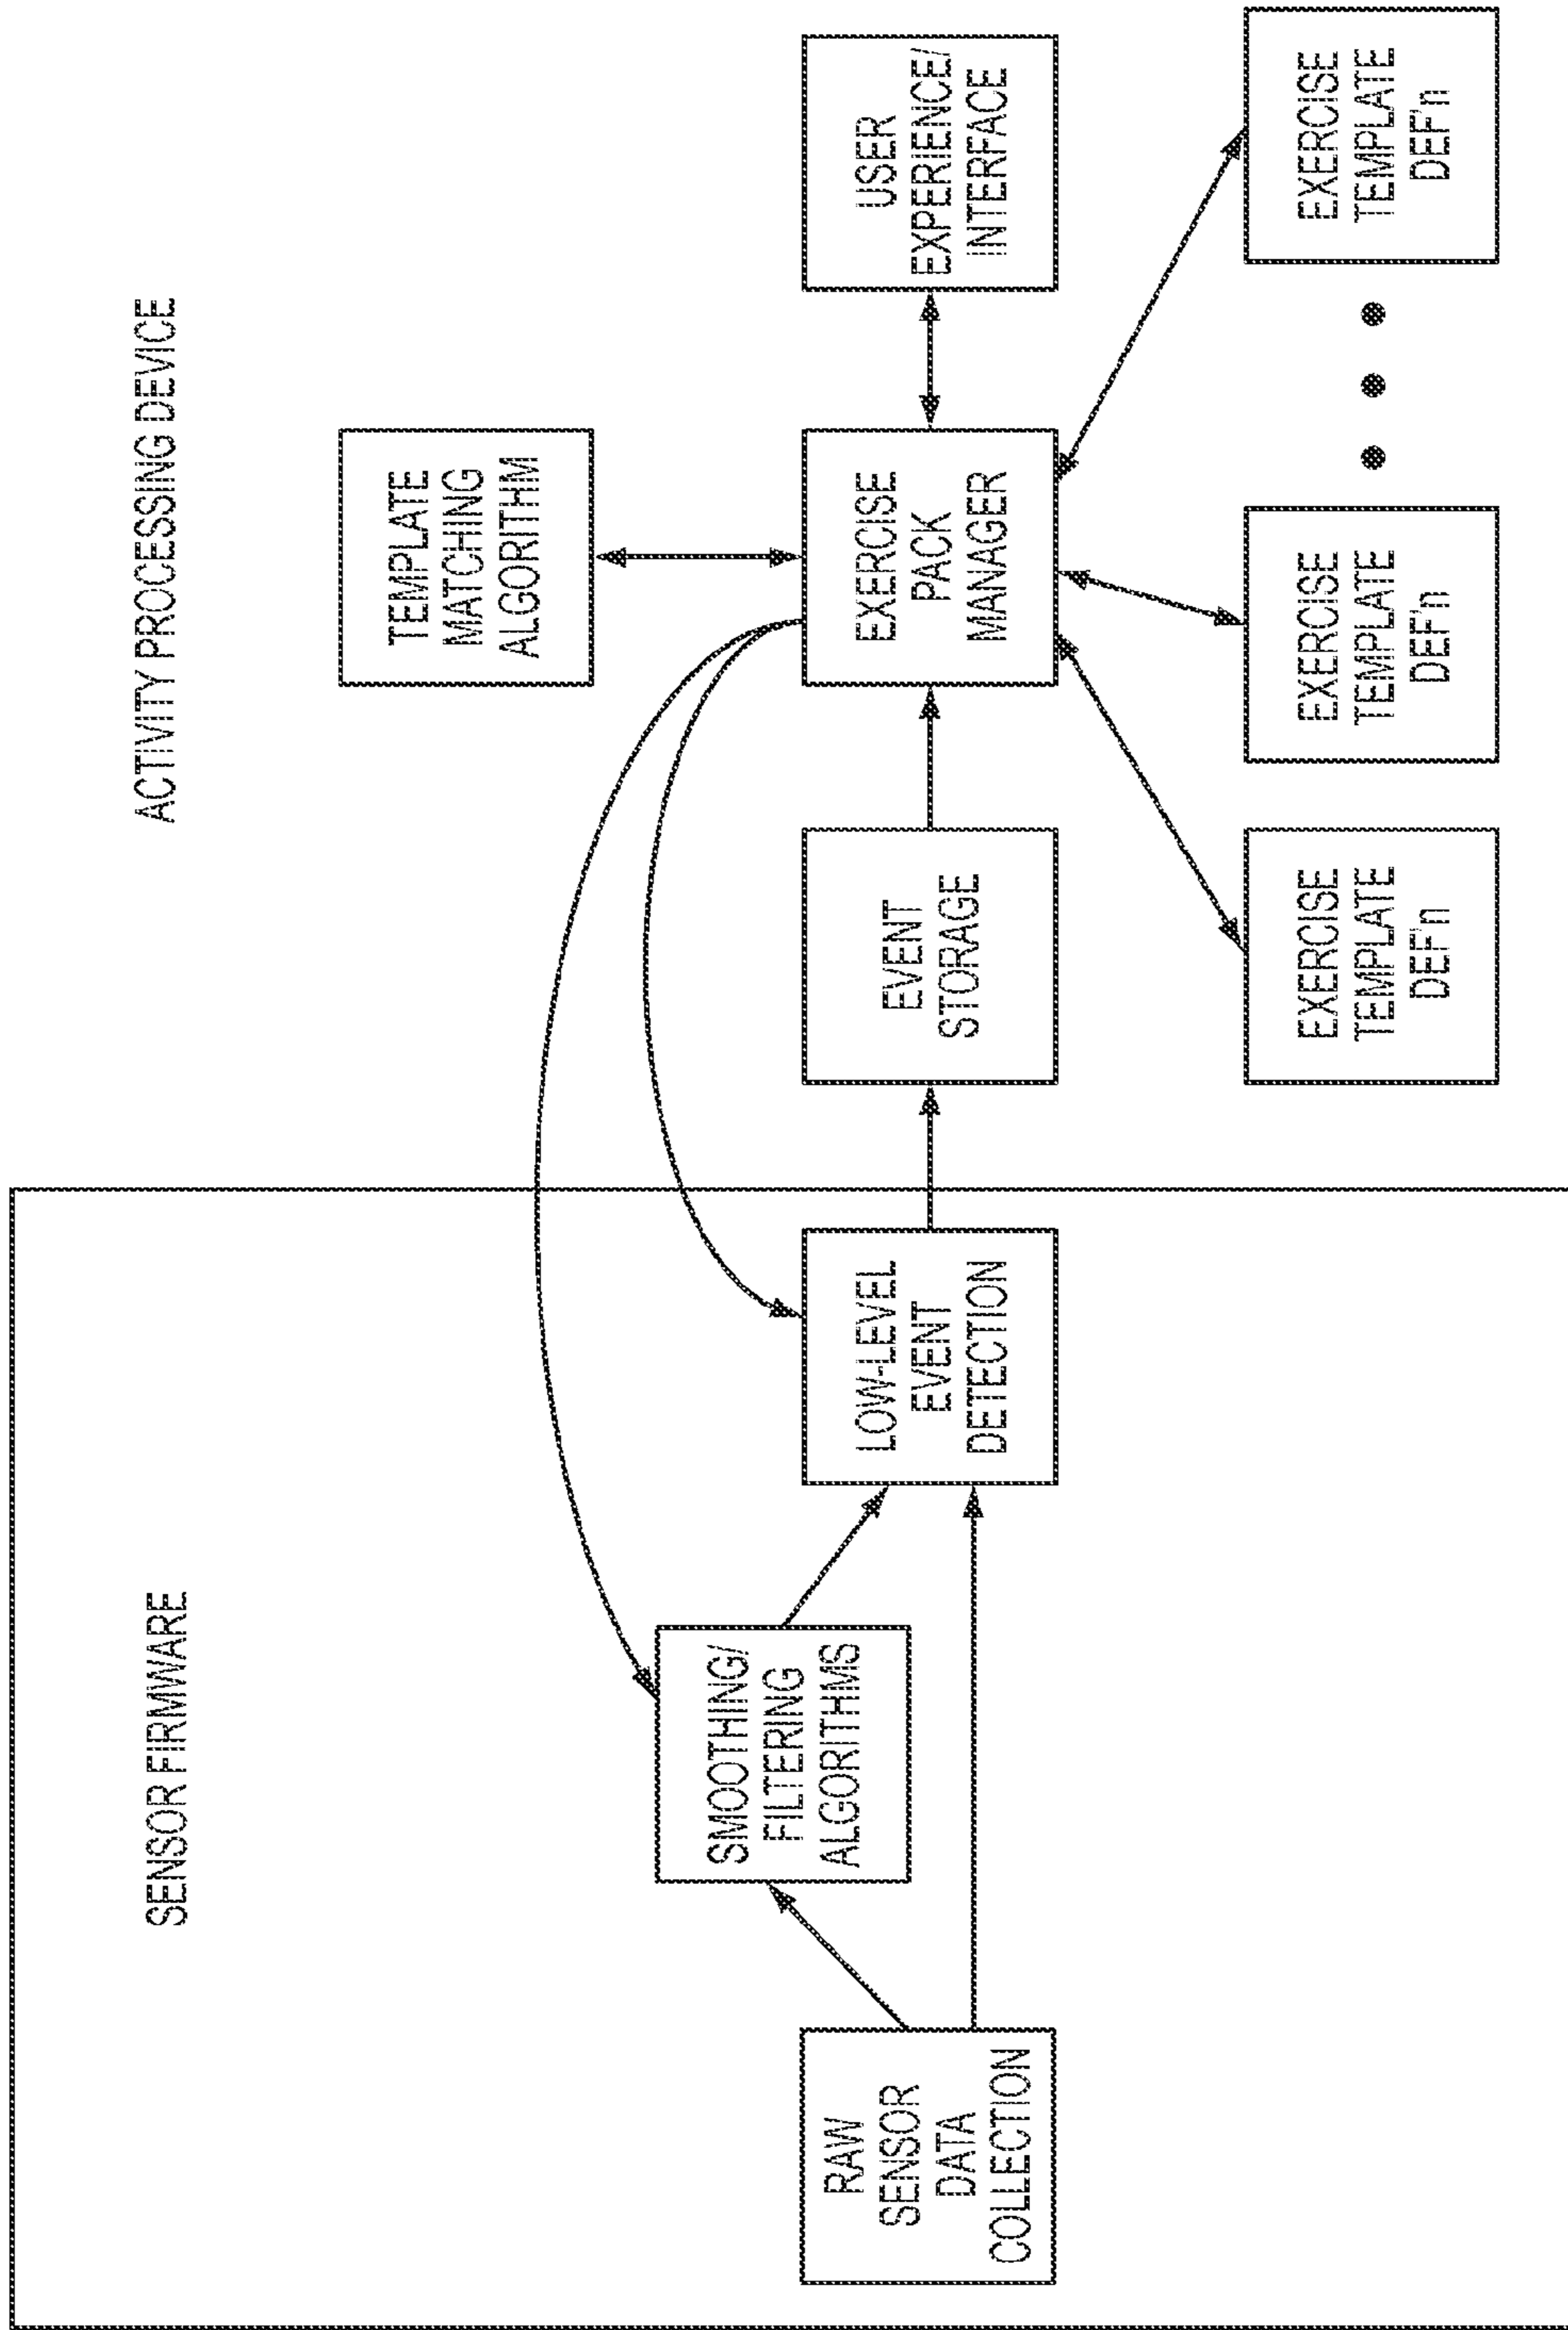 SENSOR FIRMWARE
ACTIVITY PROCESSING DEVICE
RAW
SENSOR
DATA
COLLECTION
SMOOTHING/
FILTERING
ALGORITHMS
LOW-LEVEL
EVENT
DETECTION
EVENT
STORAGE
TEMPLATE
MATCHING
ALGORITHM
EXERCISE
PACK
MANAGER
USER
EXPERIENCE/
INTERFACE
EXERCISE
TEMPLATE
DEF'n
EXERCISE
TEMPLATE
DEF'n
EXERCISE
TEMPLATE
DEF'n